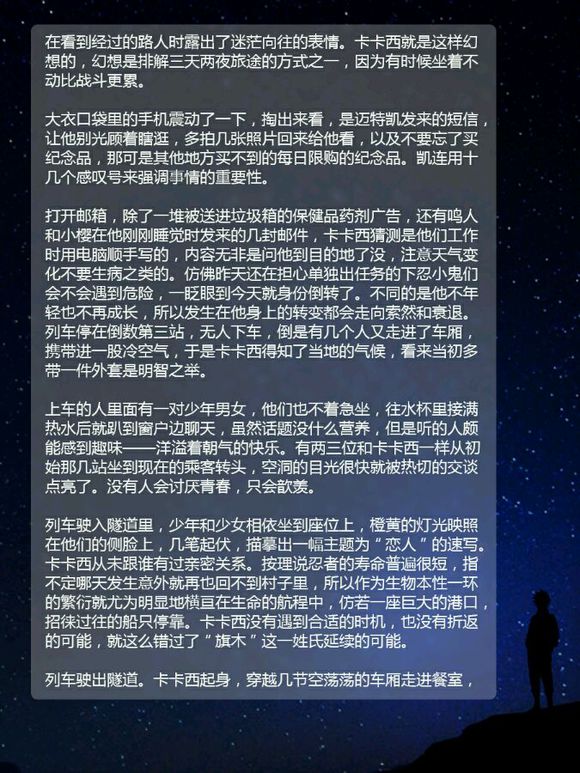 在看到经过的路人时露出了迷茫向往的表情。卡卡西就是这样幻
想的，幻想是排解三天两夜旅途的方式之一，因为有时候坐着不
动比战斗更累。
大衣口袋里的手机震动了一下，掏出来看，是迈特凯发来的短信，
让他别光顾着瞎逛，多拍几张照片回来给他看，以及不要忘了买
纪念品，那可是其他地方买不到的每日限购的纪念品。凯连用十
几个感叹号来强调事情的重要性。
打开邮箱，除了一堆被送进垃圾箱的保健品药剂广告，还有鸣人
和小樱在他刚刚睡觉时发来的几封邮件，卡卡西猜测是他们工作
时用电脑顺手写的，内容无非是问他到目的地了没，注意天气变
化不要生病之类的。仿佛昨天还在担心单独出任务的下忍小鬼们
会不会遇到危险，一眨眼到今天就身份倒转了。不同的是他不年
轻也不再成长，所以发生在他身上的转变都会走向索然和衰退。
列车停在倒数第三站，无人下车，倒是有几个人又走进了车厢，
携带进一股冷空气，于是卡卡西得知了当地的气候，看来当初多
带一件外套是明智之举。
上车的人里面有一对少年男女，他们也不着急坐，往水杯里接满
热水后就趴到窗户边聊天，虽然话题没什么营养，但是听的人颇
能感到趣味——洋溢着朝气的快乐。有两三位和卡卡西一样从初
始那几站坐到现在的乘客转头，空洞的目光很快就被热切的交谈
点亮了。没有人会讨厌青春，只会歆羡。
列车驶入隧道里，少年和少女相依坐到座位上，橙黄的灯光映照
在他们的侧脸上，几笔起伏，描摹出一幅主题为“恋人”的速写。
卡卡西从未跟谁有过亲密关系。按理说忍者的寿命普遍很短，指
不定哪天发生意外就再也回不到村子里，所以作为生物本性一环
的繁衍就尤为明显地横亘在生命的航程中，仿若一座巨大的港口，
招徕过往的船只停靠。卡卡西没有遇到合适的时机，也没有折返
的可能，就这么错过了“旗木”这一姓氏延续的可能。
列车驶出隧道。卡卡西起身，穿越几节空荡荡的车厢走进餐室，